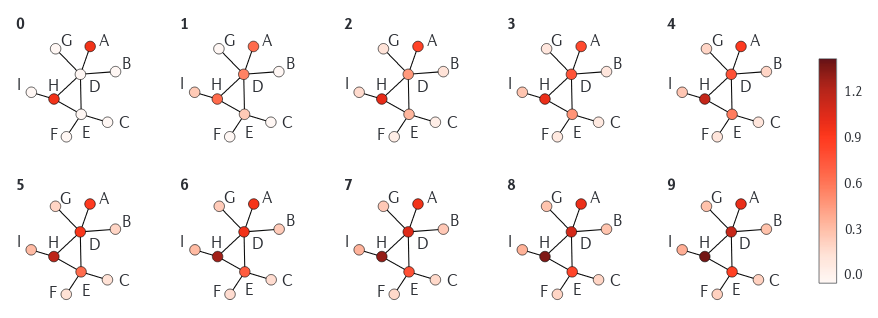 0 1 2 3 4
G A G A G A G A G A
B B B B B
I H D I H D I H D I H D I H D
F E C F E C F E C F E C F E C
5 6 7 8 9
G A G A G A G A G A
B B B B B
I H D I H D I H D I H D I H D
F E C F E C F E C F E C F E C
1.2
0.9
0.6
0.3
0.0